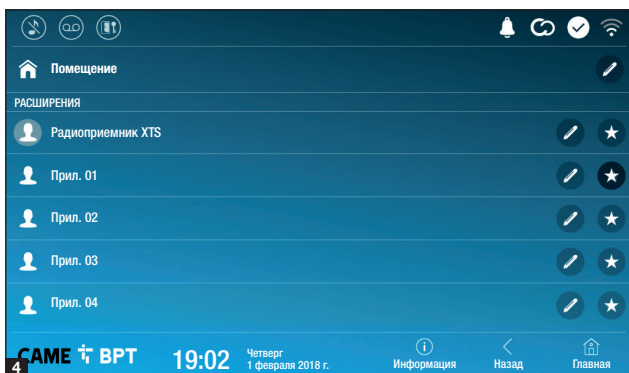 Помещение
РАСШИРЕНИЯ
Радиоприемник XTS
Прил. 01
Прил. 02
Прил. 03
Прил. 04
CAME BPT
19:02
Четверг
1 февраля 2018 г.
Информация
Назад
Главная
4